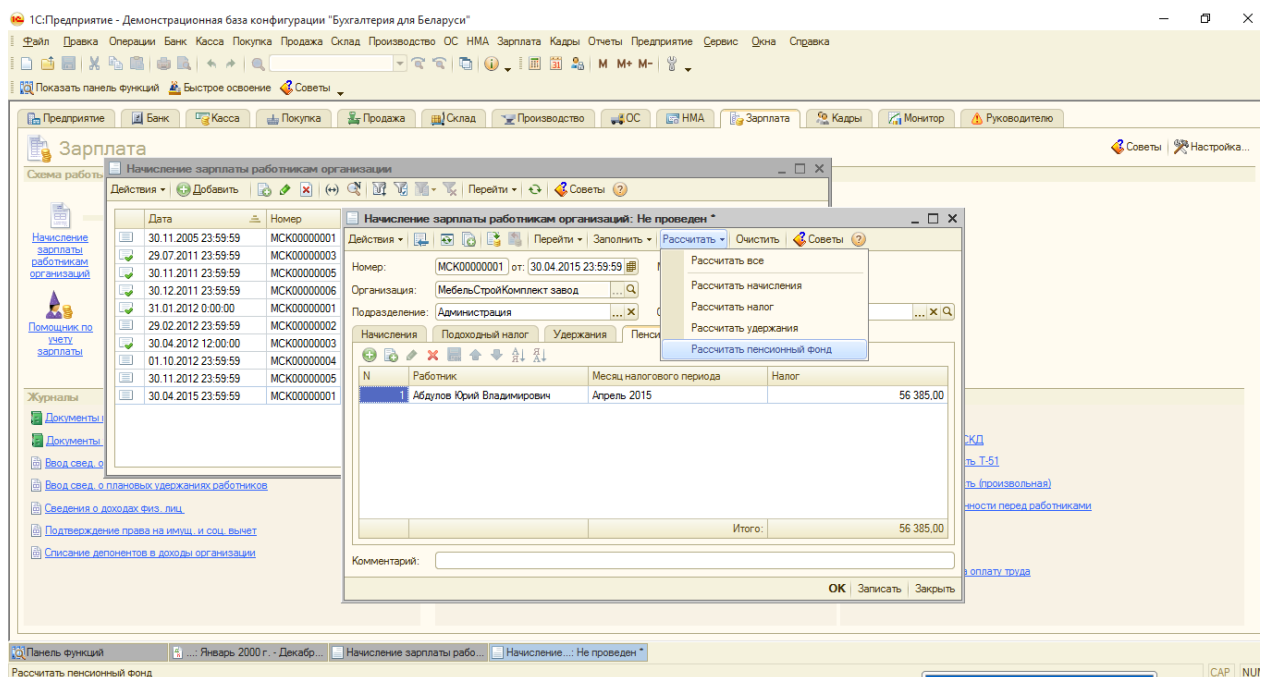 1С:Предприятие - Демонстрационная база конфигурации "Бухгалтерия для Беларуси"
Файл Правка Операции Банк Касса Покупка Продажа Склад Производство ОС НМА Зарплата Кадры Отчеты Предприятие Сервис Окна Справка
M M+ M-
Показать панель функций Быстрое освоение Советы
Предприятие Банк Касса Покупка Продажа Склад Производство ОС НМА Зарплата Кадры Монитор Руководителю
Зарплата
Советы Настройка...
Схема работь
Начисление зарплаты работникам организации
Действия Добавить Перейти Советы
Дата Номер
30.11.2005 23:59:59 МСК00000001
29.07.2011 23:59:59 МСК00000003
30.11.2011 23:59:59 МСК00000005
30.12.2011 23:59:59 МСК00000006
31.01.2012 0:00:00 МСК00000001
29.02.2012 23:59:59 МСК00000002
30.04.2012 12:00:00 МСК00000003
01.10.2012 23:59:59 МСК00000004
30.11.2012 23:59:59 МСК00000005
30.04.2015 23:59:59 МСК00000001
Начисление
зарплаты
работникам
организаций
Помощник по
учету
зарплаты
Начисление зарплаты работникам организаций: Не проведен *
Действия Перейти Заполнить Рассчитать Очистить Советы
Номер: МСК00000001 от: 30.04.2015 23:59:59
Организация: МебельСтройКомплект завод ...
Подразделение: Администрация ...
...
Рассчитать все
Рассчитать начисления
Рассчитать налог
Рассчитать удержания
Рассчитать пенсионный фонд
Начисления Подоходный налог Удержания Пенси
N Работник Месяц налогового периода Налог
1 Абдулов Юрий Владимирович Апрель 2015 56 385,00
Итого: 56 385,00
Комментарий:
OK Записать Закрыть
Журналы
Документы
Документы
Ввод свед. о
Ввод свед. о плановых удержаниях работников
Сведения о доходах физ. лиц
Подтверждение права на имущ. и соц. вычет
Списание депонентов в доходы организации
СКД
ть Т-51
ть (произвольная)
нности перед работниками
оплату труда
Панель функций ...: Январь 2000 г. - Декабр... Начисление зарплаты рабо... Начисление...: Не проведен *
Рассчитать пенсионный фонд
CAP NUM